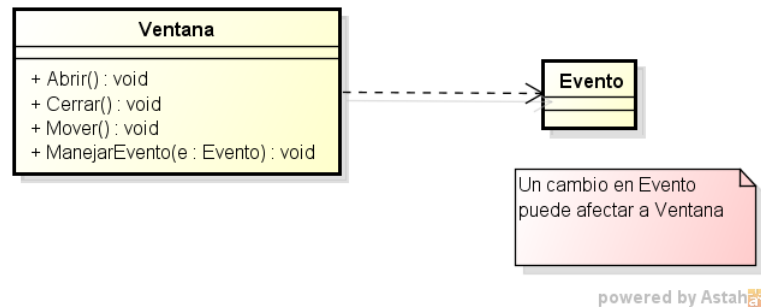 Ventana
+ Abrir() : void
+ Cerrar() : void
+ Mover() : void
+ ManejarEvento(e : Evento) : void
Evento
Un cambio en Evento
puede afectar a Ventana
powered by Astah